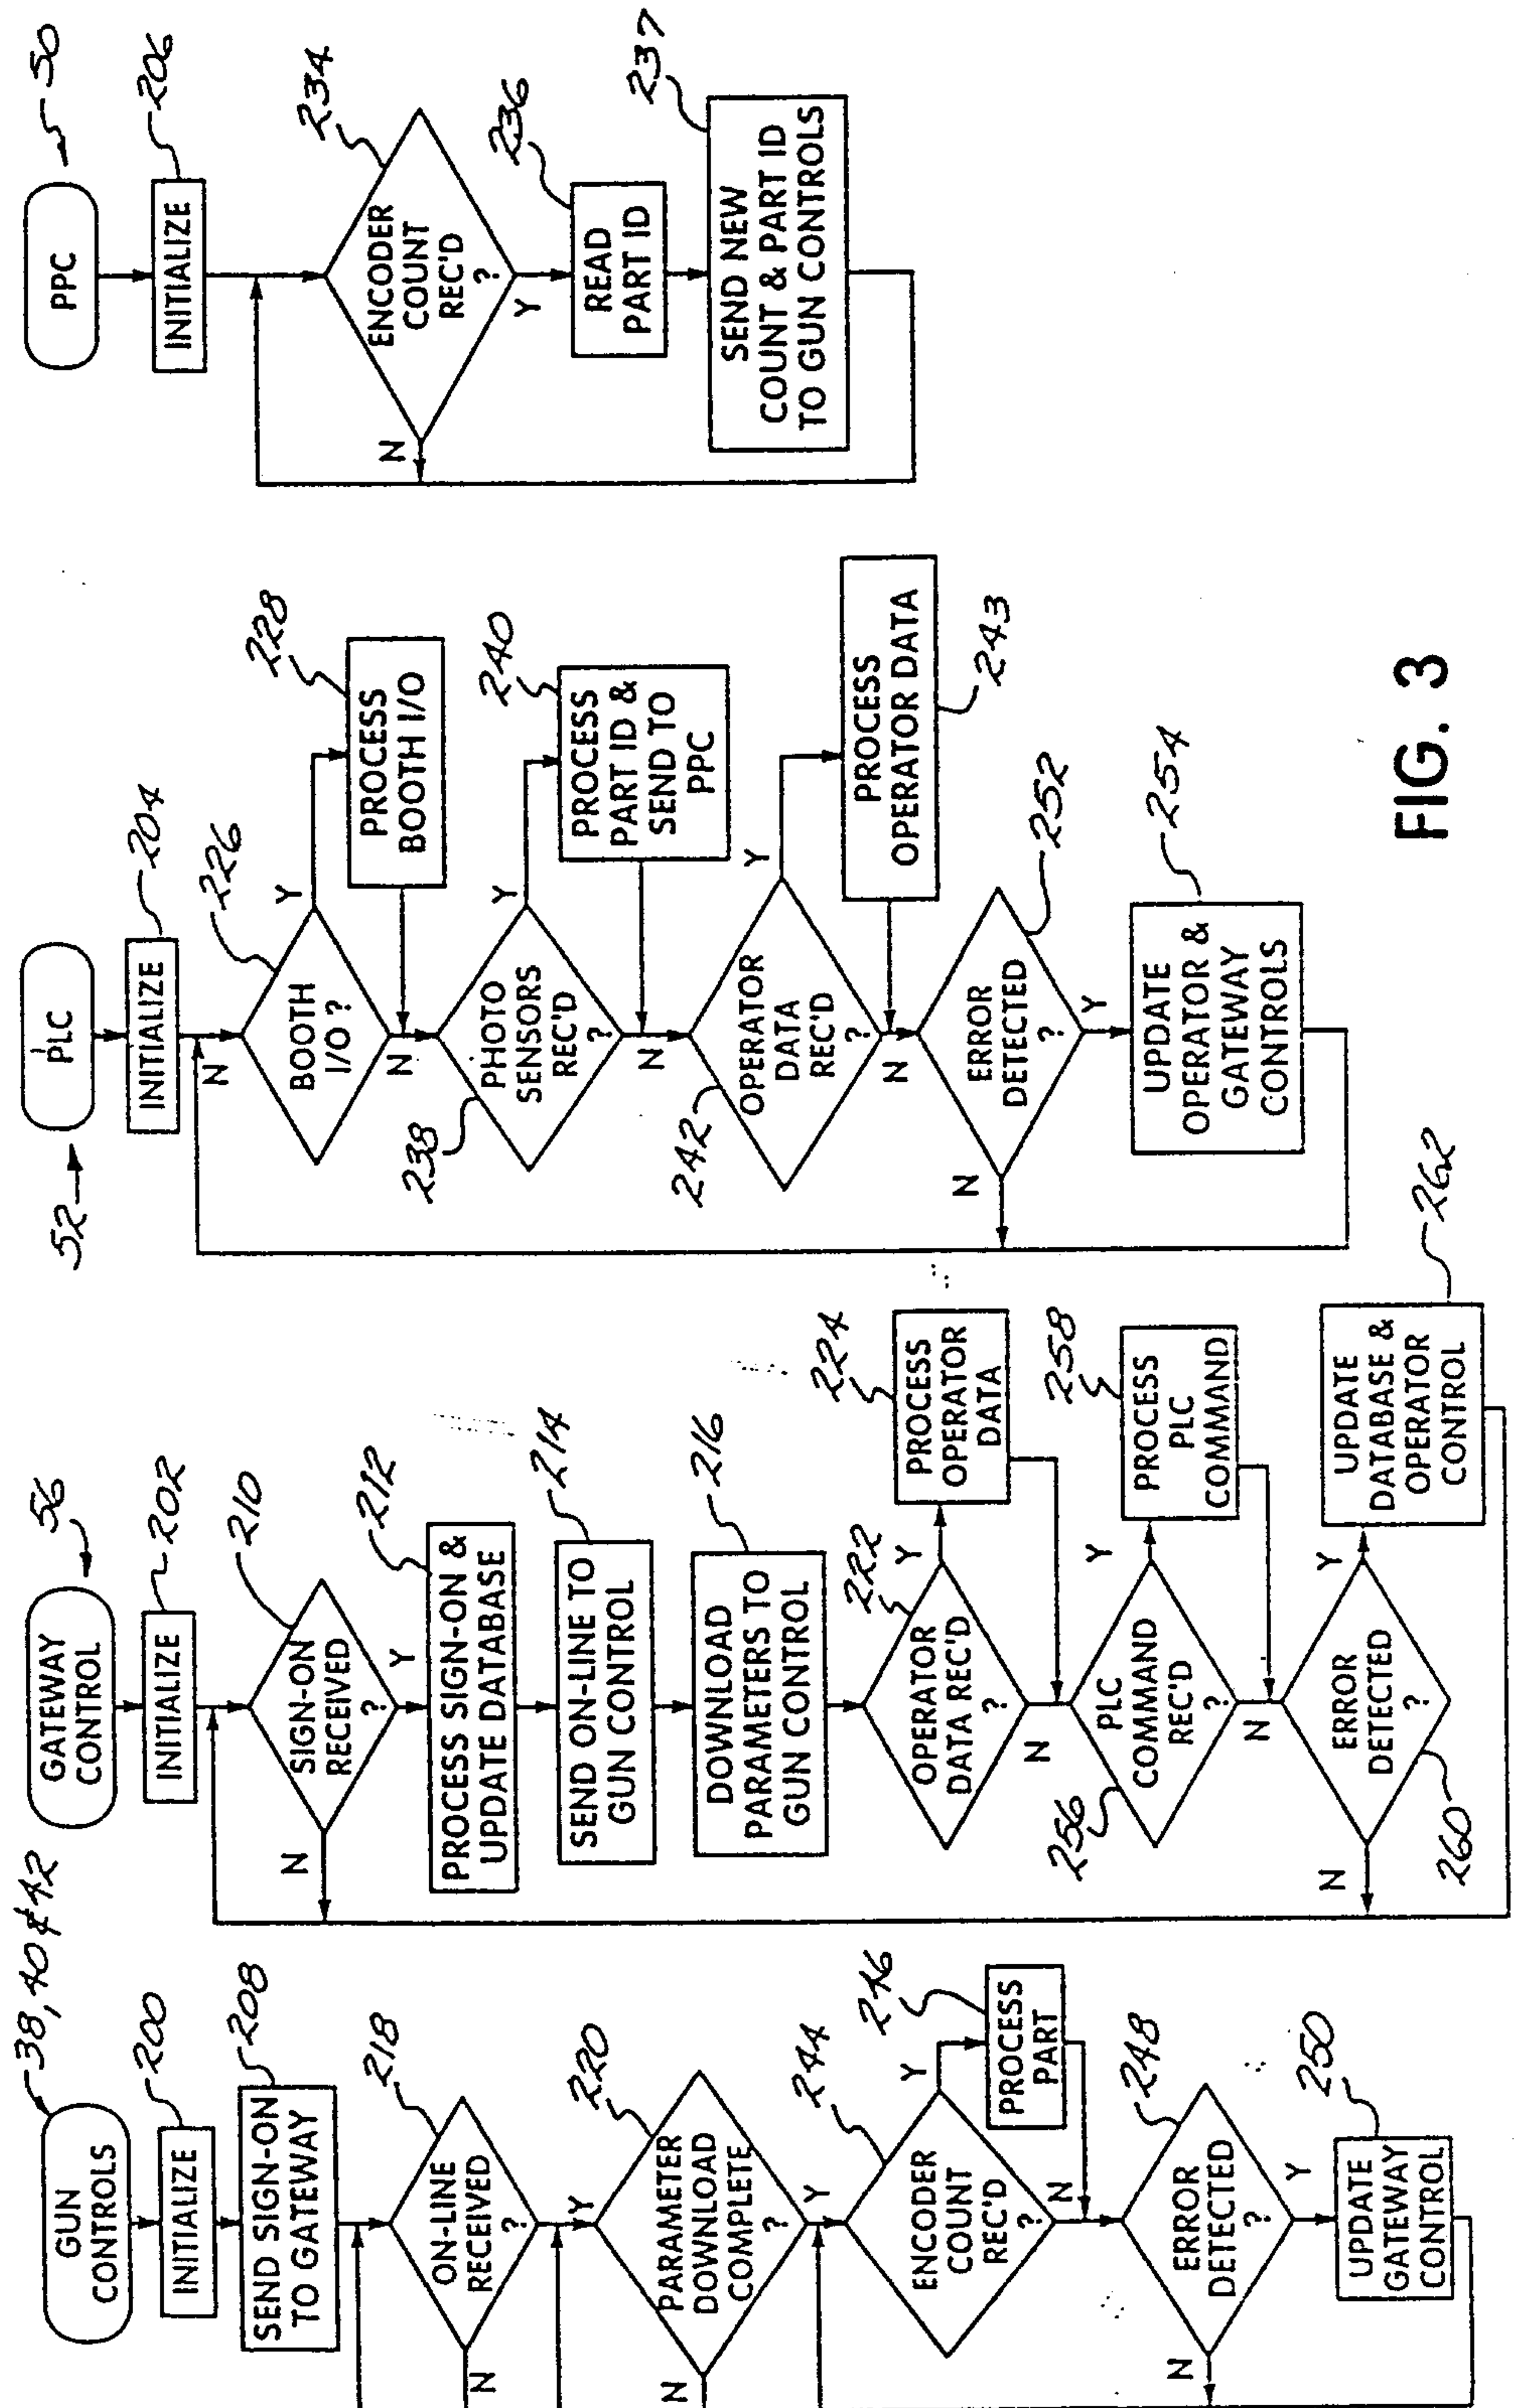 GUN
CONTROLS
38, 40 & 42
INITIALIZE
200
SEND SIGN-ON
TO GATEWAY
208
ON-LINE
RECEIVED
?
218
N
Y
PARAMETER
DOWNLOAD
COMPLETE
?
220
N
Y
ENCODER
COUNT
REC'D
?
244
Y
N
PROCESS
PART
246
ERROR
DETECTED
?
248
N
Y
UPDATE
GATEWAY
CONTROL
250
GATEWAY
CONTROL
56
INITIALIZE
202
SIGN-ON
RECEIVED
?
210
N
Y
PROCESS SIGN-ON &
UPDATE DATABASE
212
SEND ON-LINE TO
GUN CONTROL
214
DOWNLOAD
PARAMETERS TO
GUN CONTROL
216
OPERATOR
DATA REC'D
?
222
Y
N
PROCESS
OPERATOR
DATA
224
PLC
COMMAND
REC'D
?
256
Y
N
PROCESS
PLC
COMMAND
258
ERROR
DETECTED
?
260
Y
N
UPDATE
DATABASE &
OPERATOR
CONTROL
262
PLC
52
INITIALIZE
204
N
BOOTH
I/O ?
226
Y
N
PROCESS
BOOTH I/O
228
PHOTO
SENSORS
REC'D
?
238
Y
N
PROCESS
PART ID &
SEND TO
PPC
240
OPERATOR
DATA
REC'D
?
242
Y
N
PROCESS
OPERATOR DATA
243
ERROR
DETECTED
?
252
N
Y
UPDATE
OPERATOR &
GATEWAY
CONTROLS
254
PPC
50
INITIALIZE
206
ENCODER
COUNT
REC'D
?
234
N
Y
READ
PART ID
236
SEND NEW
COUNT & PART ID
TO GUN CONTROLS
237
FIG. 3